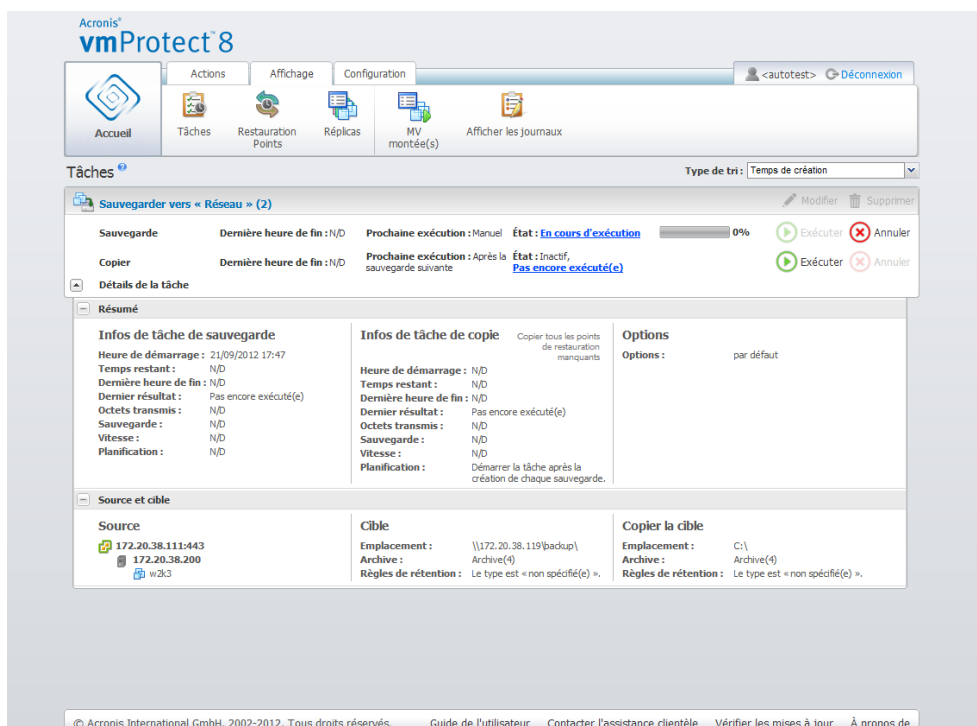 Acronis®
vmProtect™8
Actions Affichage Configuration
<autotest> Déconnexion
Accueil
Tâches
Restauration
Points
Réplicas
MV
montée(s)
Afficher les journaux
Tâches
Type de tri : Temps de création
Sauvegarder vers « Réseau » (2)
Modifier Supprimer
Sauvegarde Dernière heure de fin : N/D Prochaine exécution : Manuel État : En cours d'exécution 0% Exécuter Annuler
Copier Dernière heure de fin : N/D Prochaine exécution : Après la sauvegarde suivante État : Inactif, Pas encore exécuté(e) Exécuter Annuler
Détails de la tâche
Résumé
Infos de tâche de sauvegarde
Heure de démarrage : 21/09/2012 17:47
Temps restant : N/D
Dernière heure de fin : N/D
Dernier résultat : Pas encore exécuté(e)
Octets transmis : N/D
Sauvegarde : N/D
Vitesse : N/D
Planification : N/D
Infos de tâche de copie
Copier tous les points
de restauration
manquants
Heure de démarrage : N/D
Temps restant : N/D
Dernière heure de fin : N/D
Dernier résultat : Pas encore exécuté(e)
Octets transmis : N/D
Sauvegarde : N/D
Vitesse : N/D
Planification : Démarrer la tâche après la
création de chaque sauvegarde.
Options
Options : par défaut
Source et cible
Source
172.20.38.111:443
172.20.38.200
w2k3
Cible
Emplacement : \\172.20.38.119\backup\
Archive : Archive(4)
Règles de rétention : Le type est « non spécifié(e) ».
Copier la cible
Emplacement : C:\
Archive : Archive(4)
Règles de rétention : Le type est « non spécifié(e) ».
© Acronis International GmbH, 2002-2012. Tous droits réservés. Guide de l'utilisateur Contacter l'assistance clientèle Vérifier les mises à jour À propos de